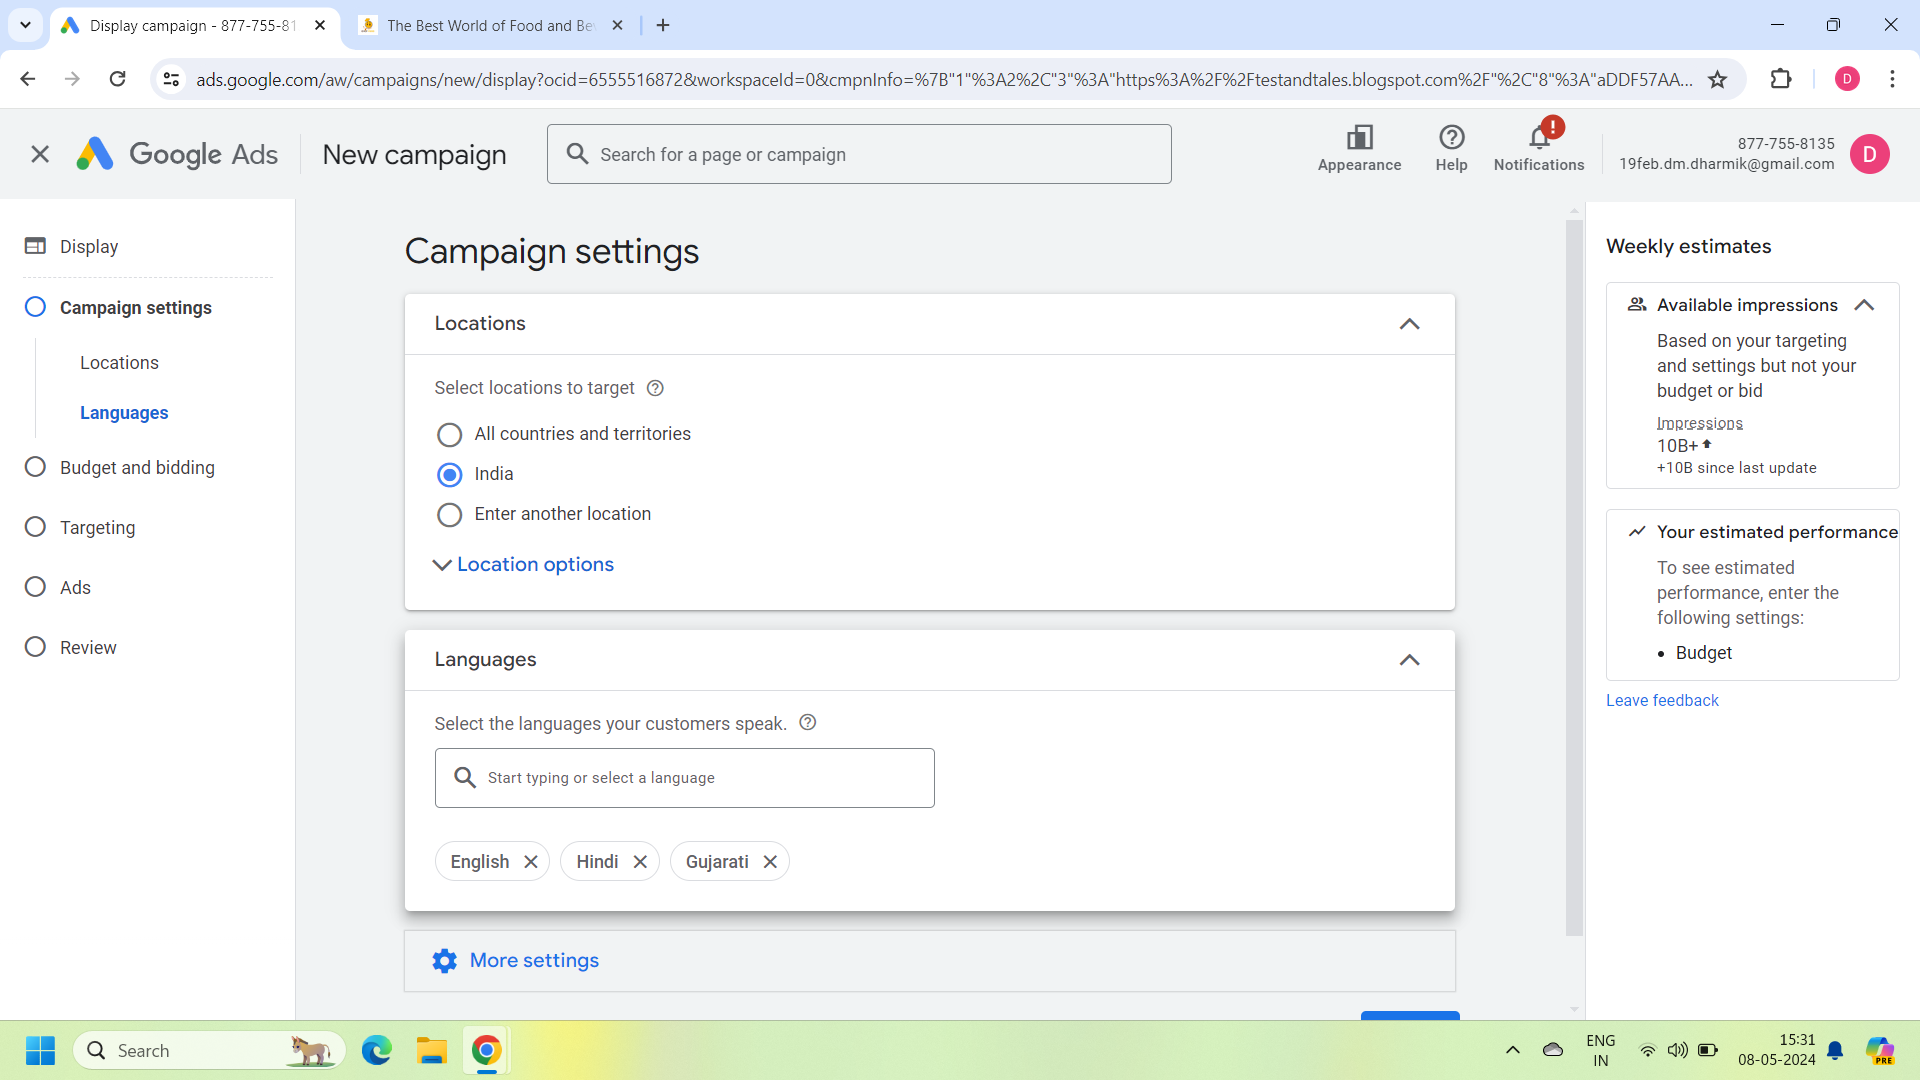 Display campaign - 877-755-81
The Best World of Food and Be
ads.google.com/aw/campaigns/new/display?ocid=6555516872&workspaceId=0&cmpnInfo=%7B"1"%3A2%2C"3"%3A"https%3A%2F%2Ftestandtales.blogspot.com%2F"%2C"8"%3A"aDDF57AA...
D
Google Ads
New campaign
Search for a page or campaign
Appearance
Help
!
Notifications
877-755-8135
19feb.dm.dharmik@gmail.com
D
Display
Campaign settings
Locations
Languages
Budget and bidding
Targeting
Ads
Review
Campaign settings
Locations
Select locations to target
All countries and territories
India
Enter another location
Location options
Languages
Select the languages your customers speak.
Start typing or select a language
English
Hindi
Gujarati
More settings
Weekly estimates
Available impressions
Based on your targeting
and settings but not your
budget or bid
Impressions
10B+
+10B since last update
Your estimated performance
To see estimated
performance, enter the
following settings:
• Budget
Leave feedback
Search
ENG
IN
15:31
08-05-2024
PRE